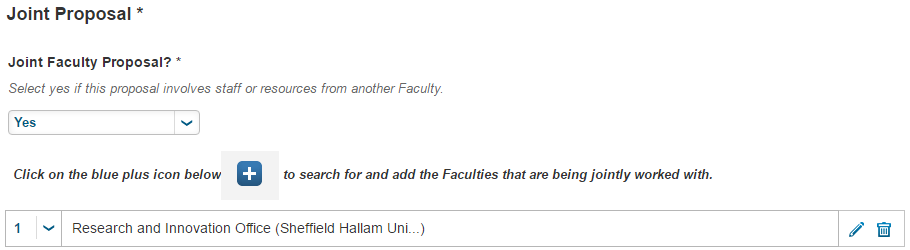 Joint Proposal *
Joint Faculty Proposal? *
Select yes if this proposal involves staff or resources from another Faculty.
Yes
Click on the blue plus icon below to search for and add the Faculties that are being jointly worked with.
1 Research and Innovation Office (Sheffield Hallam Uni...)